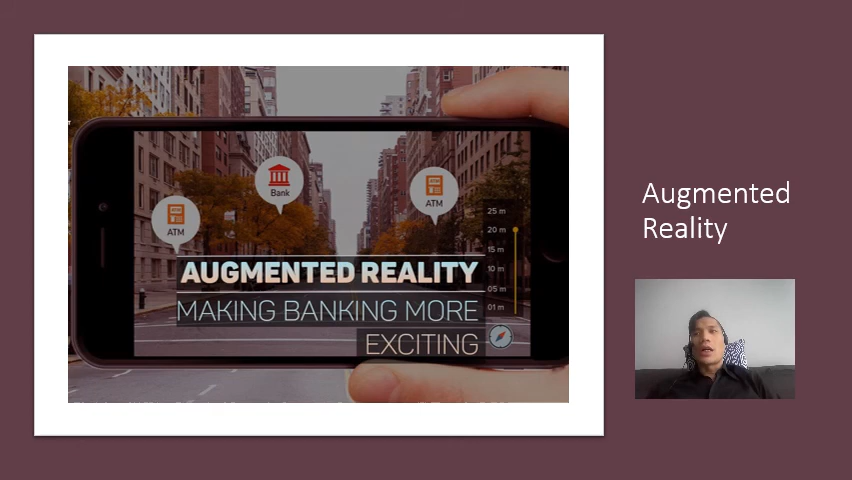 Bank
ATM
ATM
25 m
20 m
15 m
10 m
05 m
01 m
AUGMENTED REALITY
MAKING BANKING MORE
EXCITING
Augmented
Reality